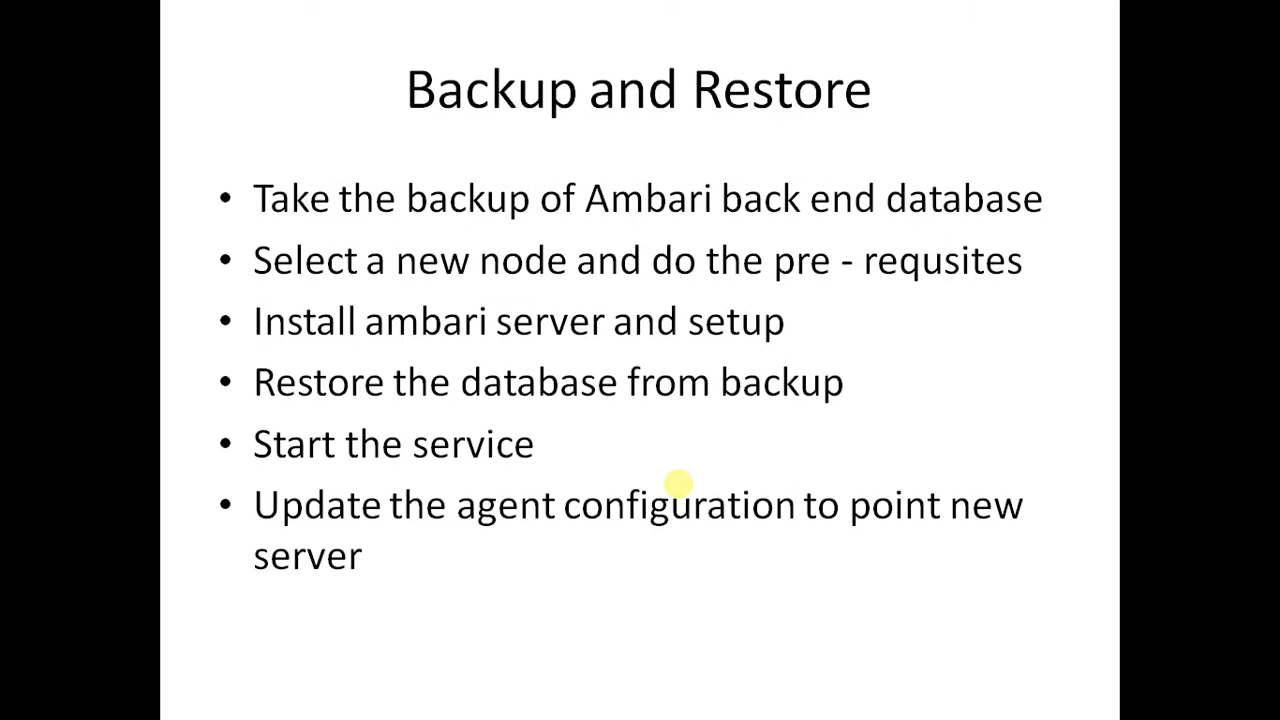 Backup and Restore
• Take the backup of Ambari back end database
• Select a new node and do the pre - requsites
• Install ambari server and setup
• Restore the database from backup
• Start the service
• Update the agent configuration to point new
server